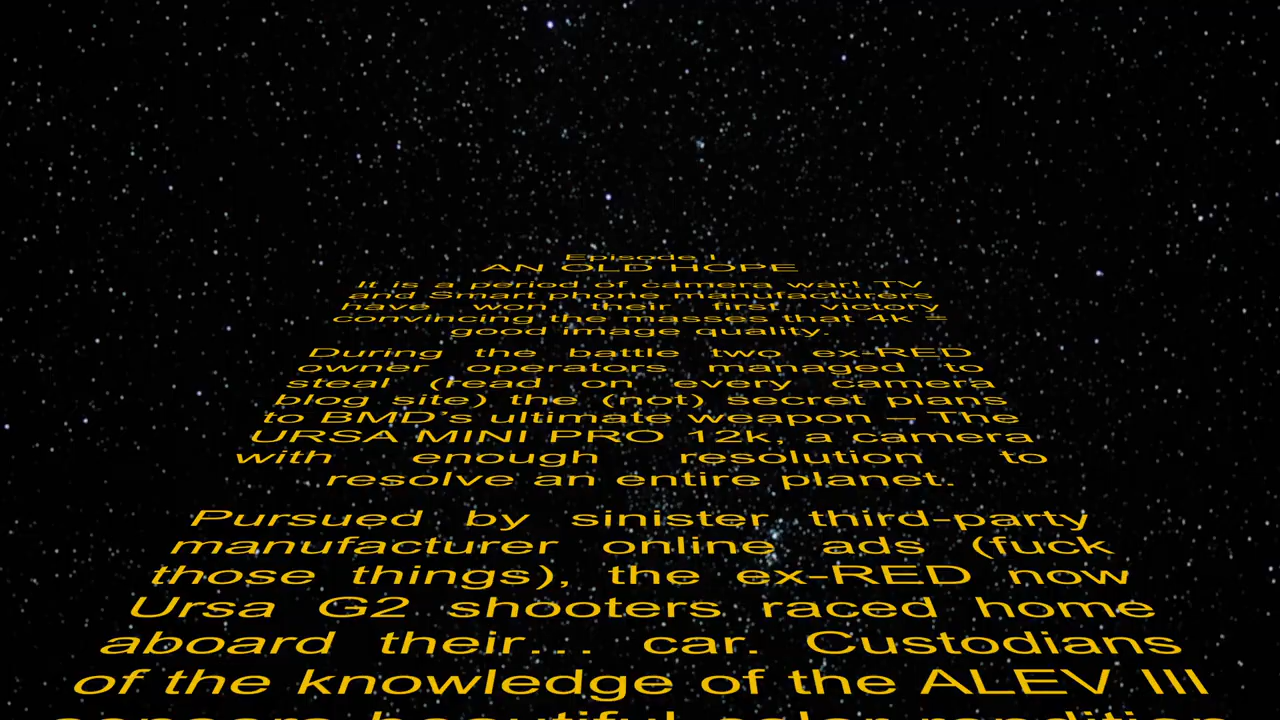 Episode I
AN OLD HOPE
It is a period of camera war! TV
and Smart phone manufacturers
have won their first victory
convincing the masses that 4k =
good image quality.
During the battle two ex-RED
owner operators managed to
steal (read on every camera
blog site) the (not) secret plans
to BMD's ultimate weapon – The
URSA MINI PRO 12k, a camera
with enough resolution to
resolve an entire planet.
Pursued by sinister third-party
manufacturer online ads (fuck
those things), the ex-RED now
Ursa G2 shooters raced home
aboard their... car. Custodians
of the knowledge of the ALEV III